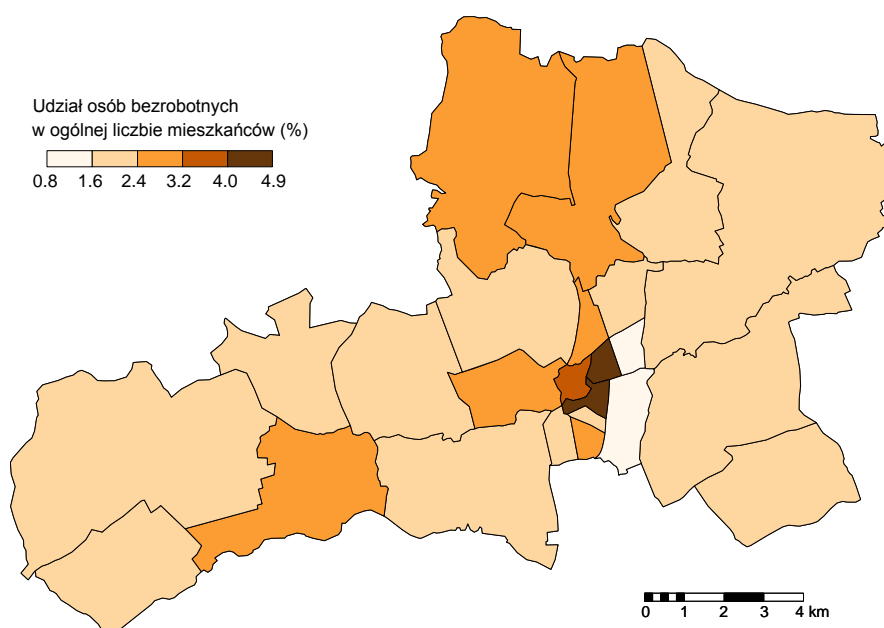 Udział osób bezrobotnych
w ogólnej liczbie mieszkańców (%)
0.8 1.6 2.4 3.2 4.0 4.9
0 1 2 3 4 km